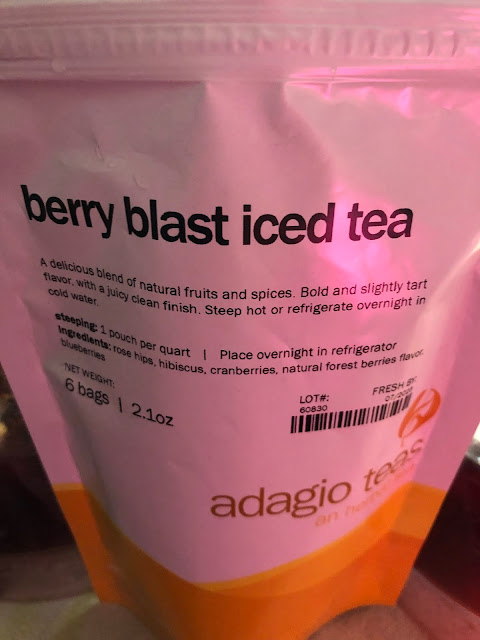 berry blast iced tea
A delicious blend of natural fruits and spices. Bold and slightly tart
flavor, with a juicy clean finish. Steep hot or refrigerate overnight in
cold water.
steeping: 1 pouch per quart | Place overnight in refrigerator
Ingredients: rose hips, hibiscus, cranberries, natural forest berries flavor,
blueberries
NET WEIGHT:
6 bags | 2.1oz
LOT#:
60830
FRESH BY:
adagio teas
an